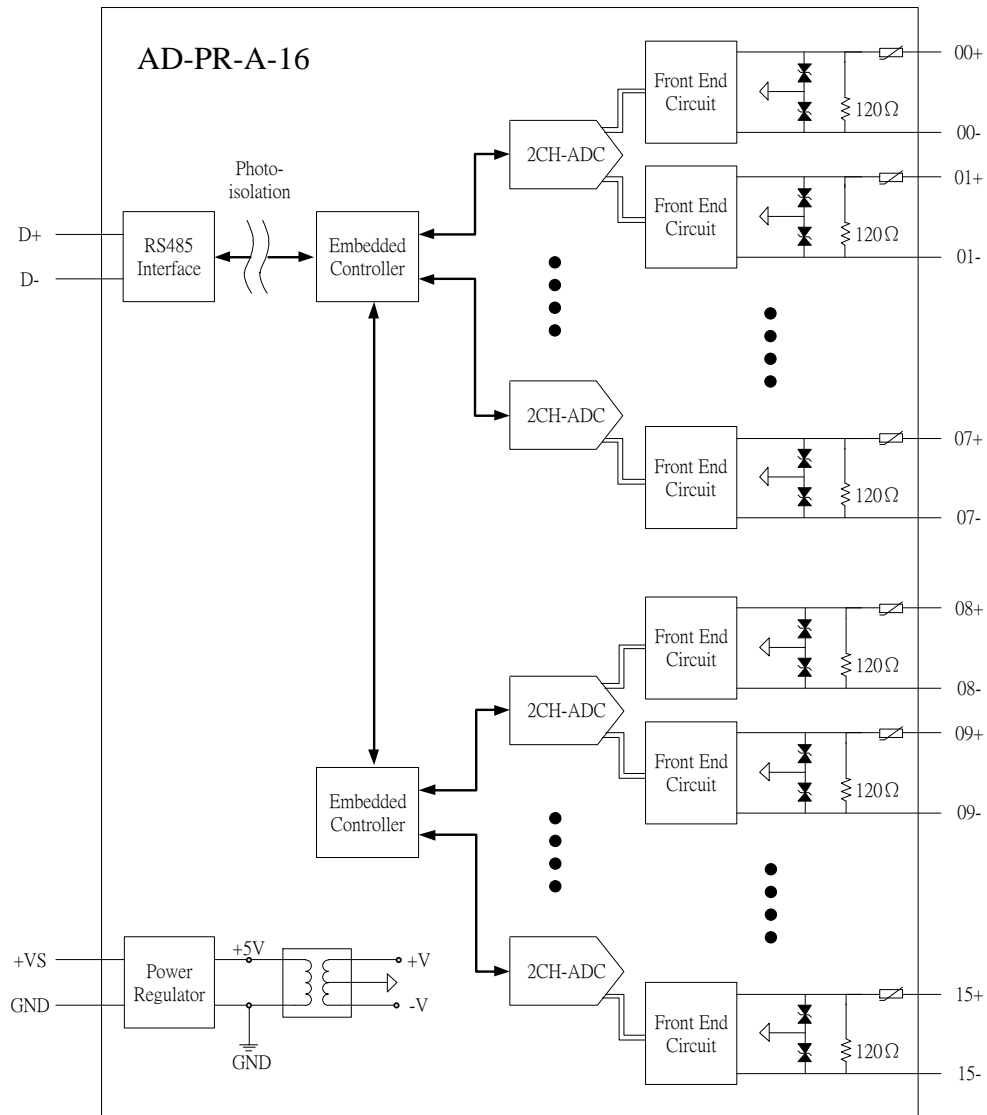 AD-PR-A-16
Front End
Circuit
00+
120Ω
00-
2CH-ADC
Front End
Circuit
01+
120Ω
01-
Photo-
isolation
D+
D-
RS485
Interface
Embedded
Controller
2CH-ADC
Front End
Circuit
07+
120Ω
07-
Front End
Circuit
08+
120Ω
08-
2CH-ADC
Front End
Circuit
09+
120Ω
09-
Embedded
Controller
2CH-ADC
Front End
Circuit
15+
120Ω
15-
+VS
GND
Power
Regulator
+5V
GND
+V
-V